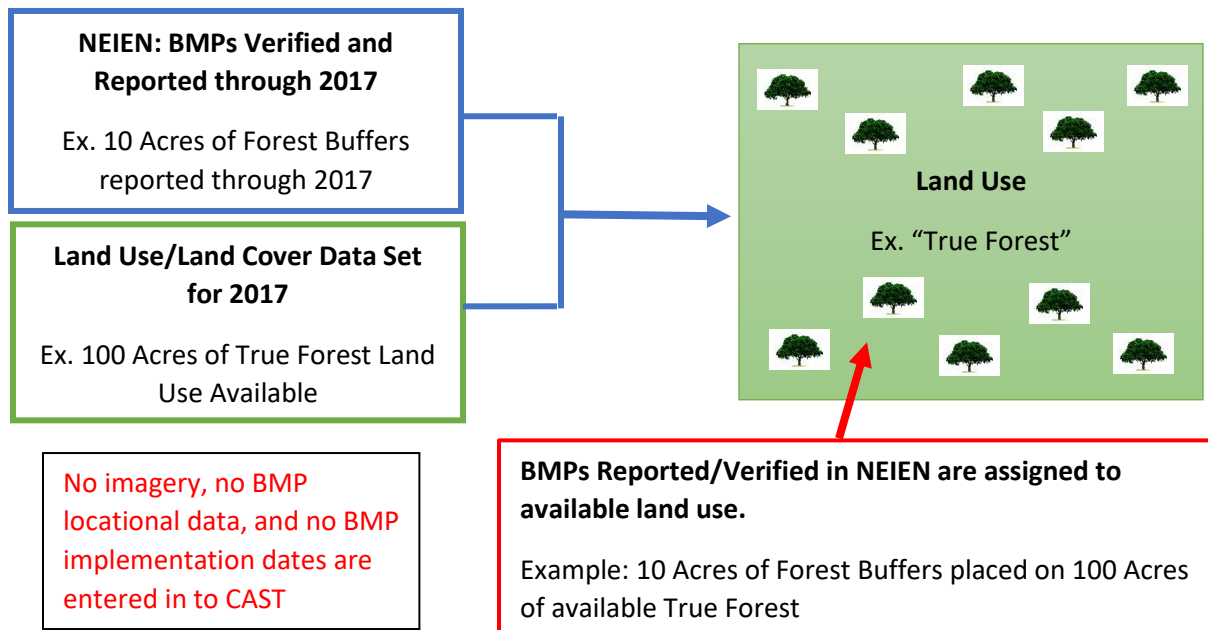 NEIEN: BMPs Verified and
Reported through 2017
Ex. 10 Acres of Forest Buffers
reported through 2017
Land Use/Land Cover Data Set
for 2017
Ex. 100 Acres of True Forest Land
Use Available
Land Use
Ex. “True Forest”
No imagery, no BMP
locational data, and no BMP
implementation dates are
entered in to CAST
BMPs Reported/Verified in NEIEN are assigned to
available land use.
Example: 10 Acres of Forest Buffers placed on 100 Acres
of available True Forest